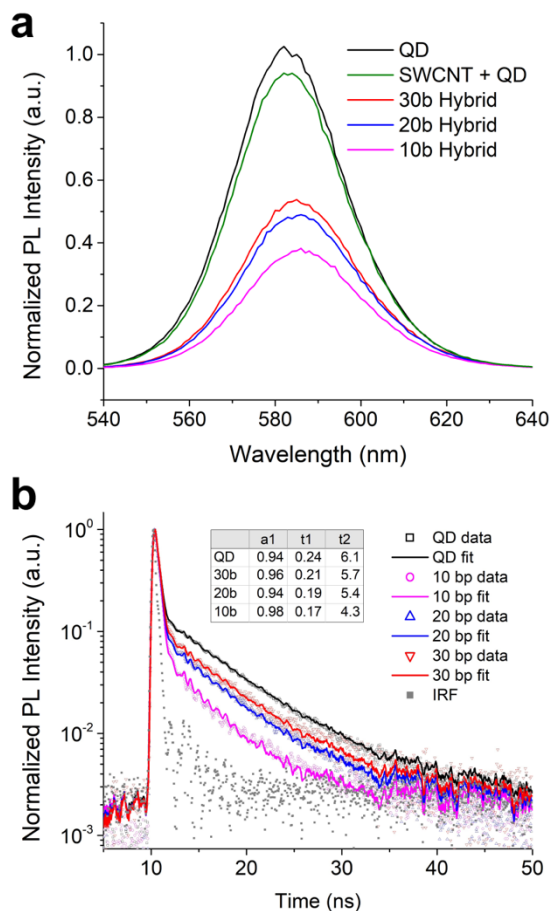 a
QD
SWCNT + QD
30b Hybrid
20b Hybrid
10b Hybrid
Normalized PL Intensity (a.u.)
1.0
0.8
0.6
0.4
0.2
0.0
540 560 580 600 620 640
Wavelength (nm)
b
a1 t1 t2
QD 0.94 0.24 6.1
30b 0.96 0.21 5.7
20b 0.94 0.19 5.4
10b 0.98 0.17 4.3
QD data
QD fit
10 bp data
10 bp fit
20 bp data
20 bp fit
30 bp data
30 bp fit
IRF
Normalized PL Intensity (a.u.)
10⁰
10⁻¹
10⁻²
10⁻³
10 20 30 40 50
Time (ns)